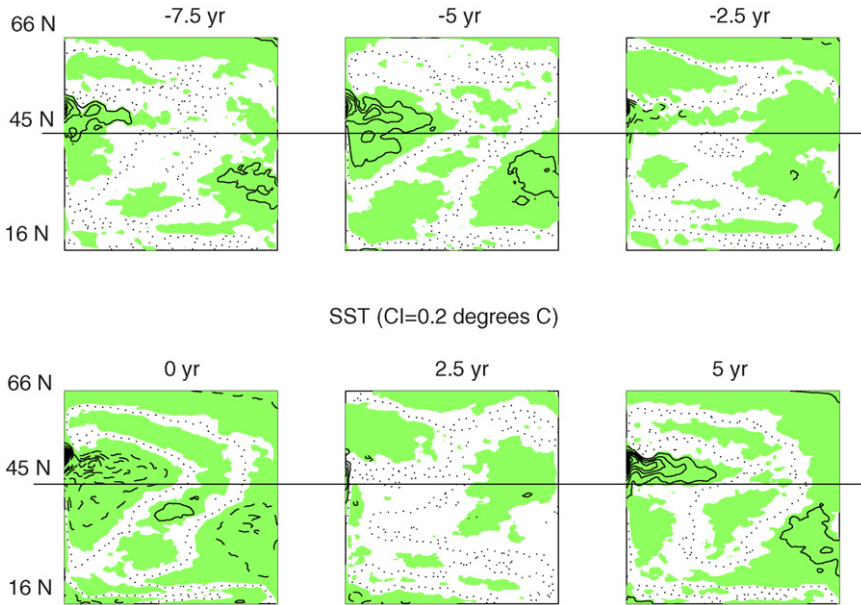 -7.5 yr
-5 yr
-2.5 yr
66 N
45 N
16 N
SST (CI=0.2 degrees C)
0 yr
2.5 yr
5 yr
66 N
45 N
16 N